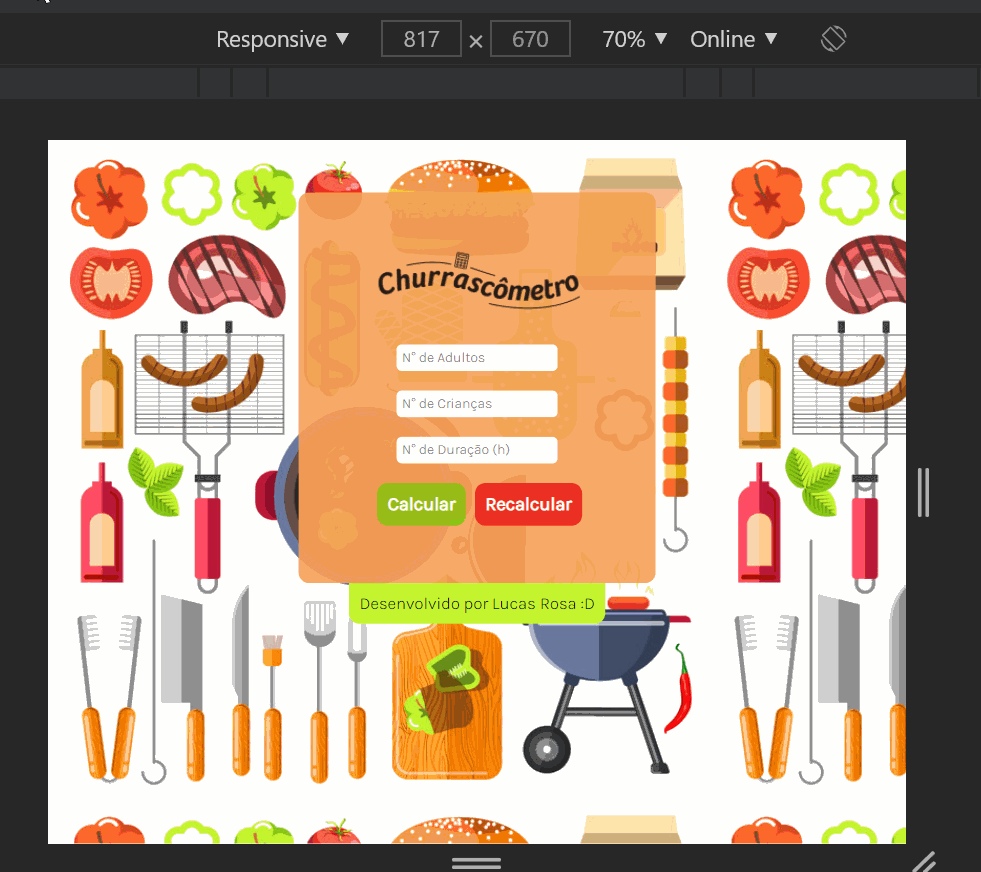 Responsive ▼ 817 × 670 70% ▼ Online ▼
Churrascômetro
N° de Adultos
N° de Crianças
N° de Duração (h)
Calcular Recalcular
Desenvolvido por Lucas Rosa :D